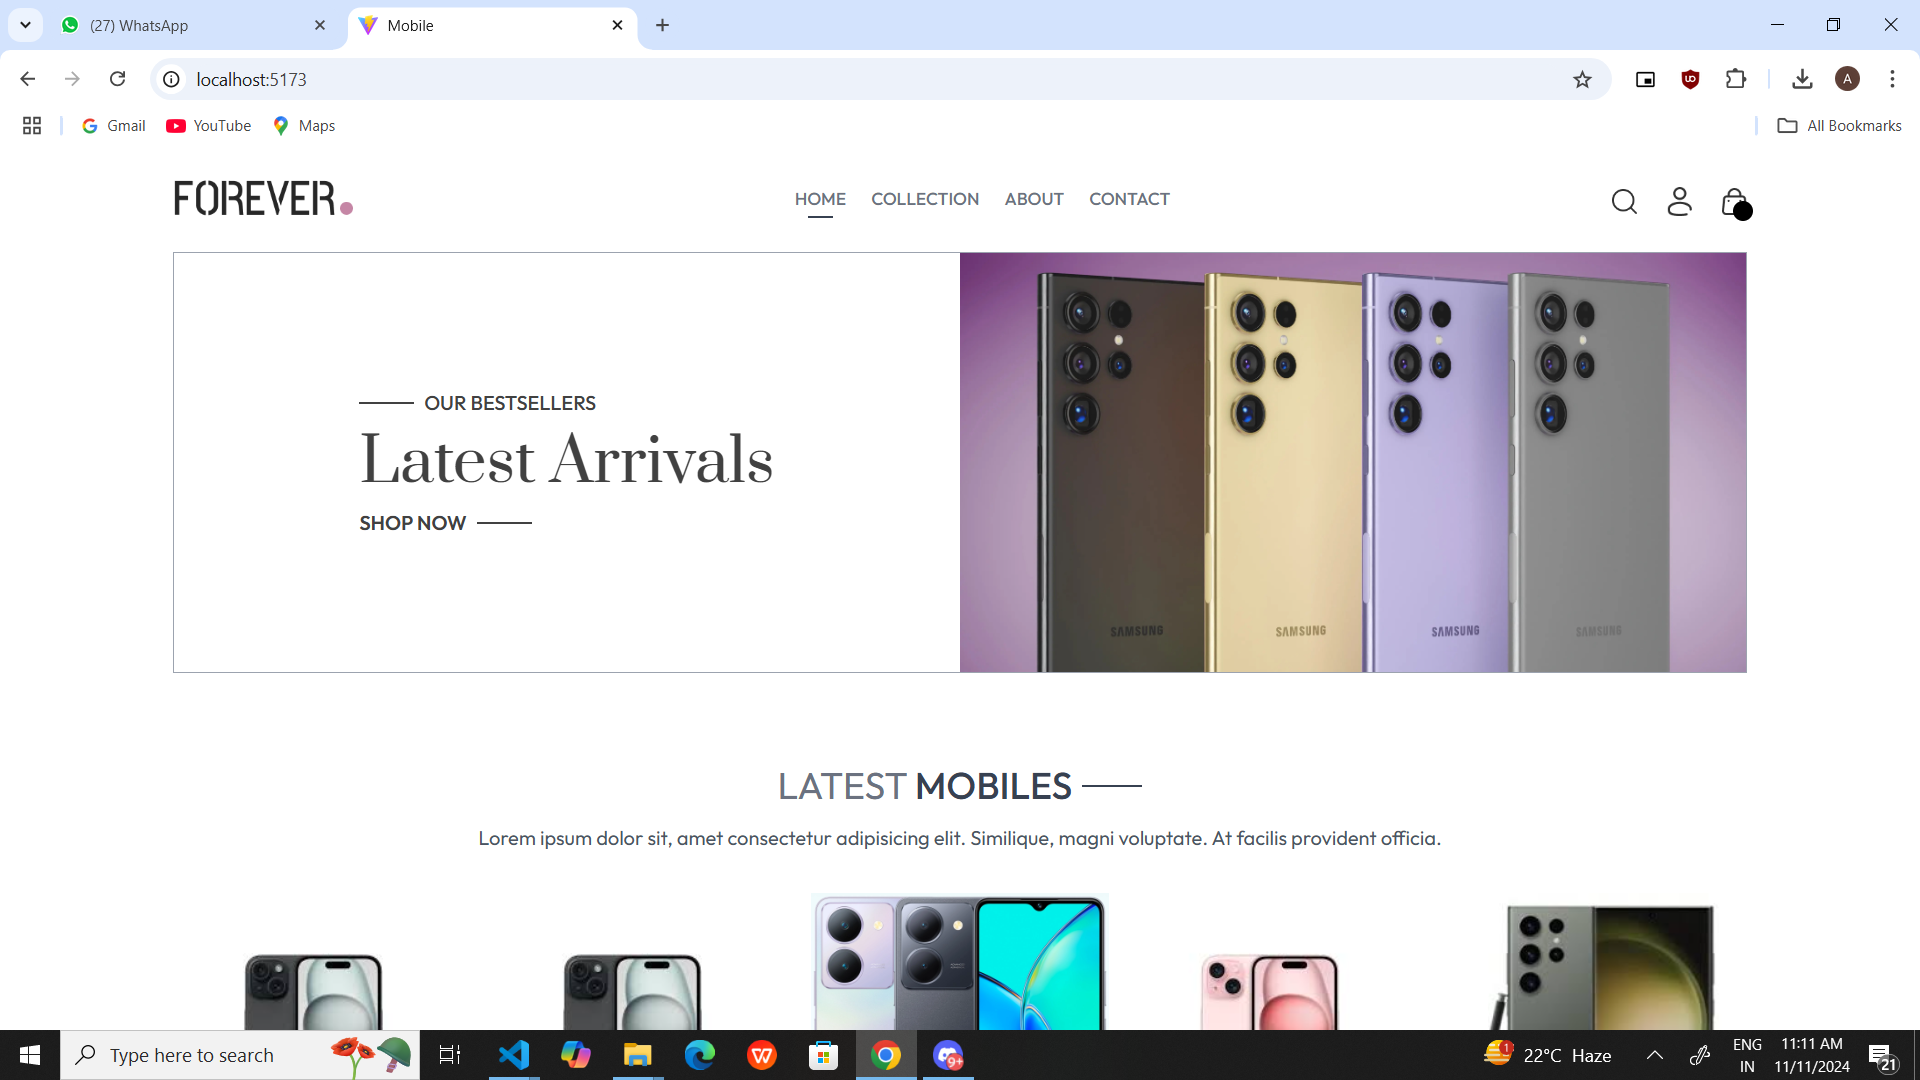 (27) WhatsApp
Mobile
localhost:5173
A
Gmail
YouTube
Maps
All Bookmarks
FOREVER.
HOME
COLLECTION
ABOUT
CONTACT
OUR BESTSELLERS
Latest Arrivals
SHOP NOW
SAMSUNG
SAMSUNG
SAMSUNG
SAMSUNG
LATEST MOBILES
Lorem ipsum dolor sit, amet consectetur adipisicing elit. Similique, magni voluptate. At facilis provident officia.
Type here to search
9+
1
22°C Haze
ENG
IN
11:11 AM
11/11/2024
21